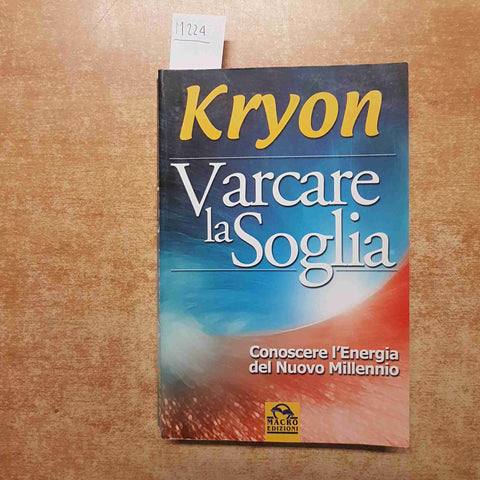 M224
Kryon
Varcare
la Soglia
Conoscere l'Energia
del Nuovo Millennio
MACRO
EDIZIONI